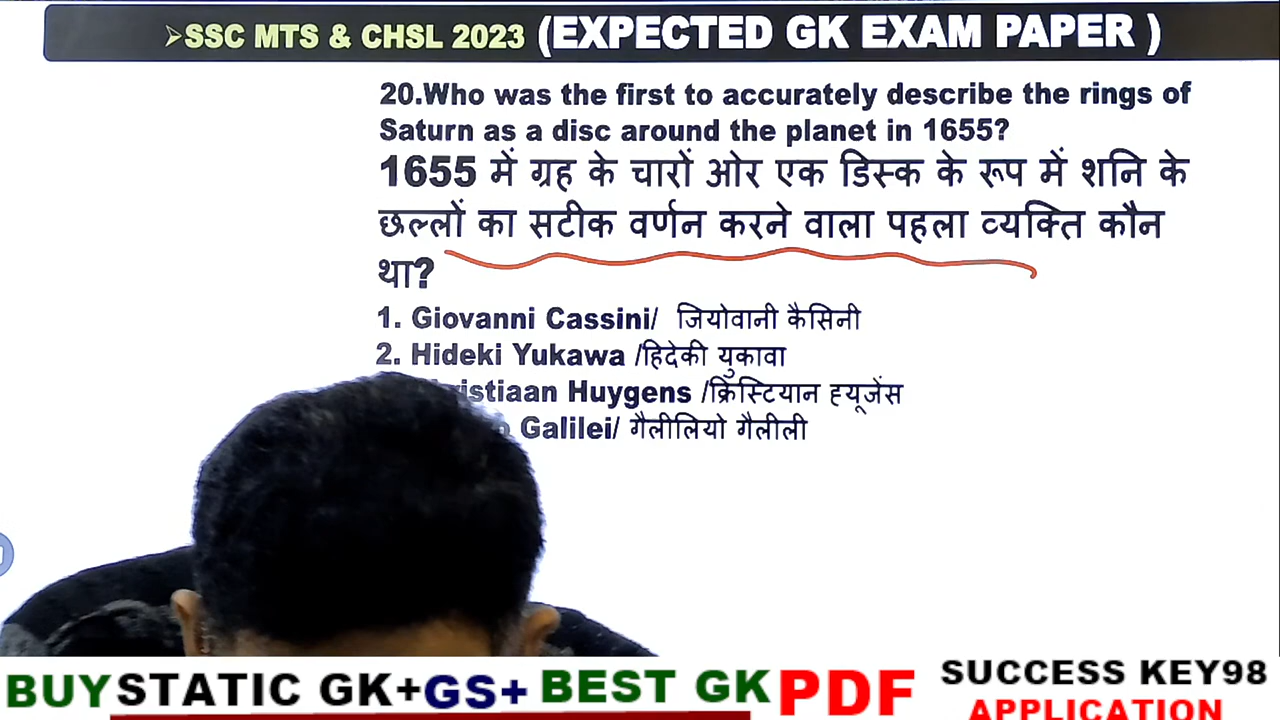 ➢SSC MTS & CHSL 2023 (EXPECTED GK EXAM PAPER )
20.Who was the first to accurately describe the rings of
Saturn as a disc around the planet in 1655?
1655 में ग्रह के चारों ओर एक डिस्क के रूप में शनि के
छल्लों का सटीक वर्णन करने वाला पहला व्यक्ति कौन
था?
1. Giovanni Cassini/ जियोवानी कैसिनी
2. Hideki Yukawa /हिदेकी युकावा
Huygens /क्रिस्टियान ह्यूजेंस
Galilei/ गैलीलियो गैलीली
BUY STATIC GK+GS+ BEST GK PDF
SUCCESS KEY98
APPLICATION